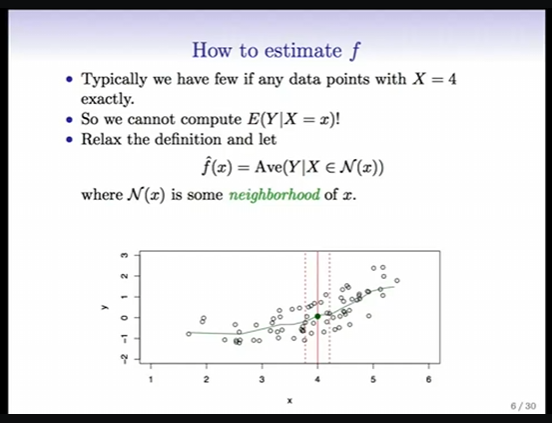 How to estimate f
• Typically we have few if any data points with X = 4
exactly.
• So we cannot compute E(Y|X = x)!
• Relax the definition and let
f̂(x) = Ave(Y|X ∈ N(x))
where N(x) is some neighborhood of x.
3
2
1
0
−1
−2
y
1 2 3 4 5 6
x
6 / 30